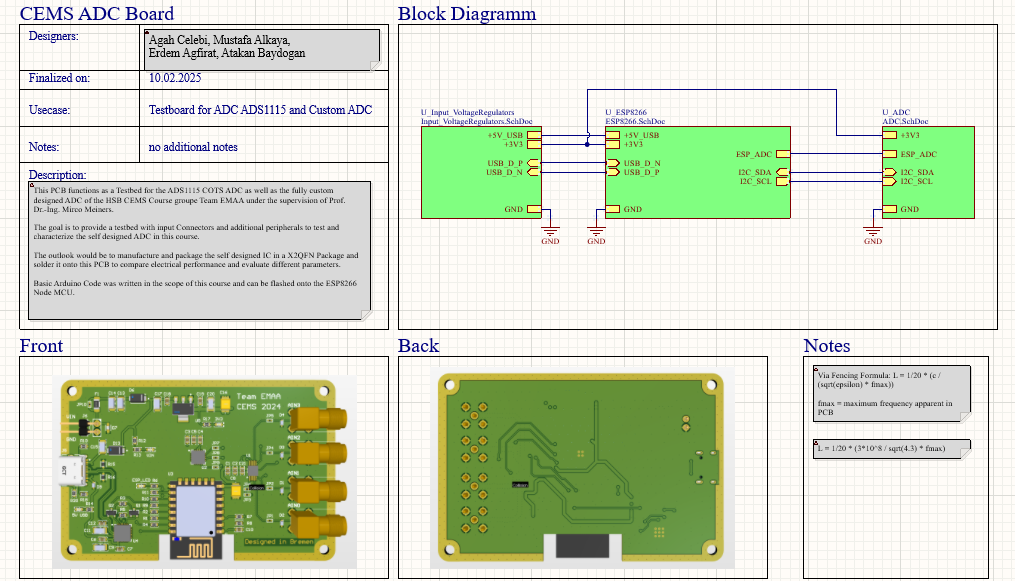 CEMS ADC Board
Designers:
Agah Celebi, Mustafa Alkaya,
Erdem Agfirat, Atakan Baydogan
Finalized on:
10.02.2025
Usecase:
Testboard for ADC ADS1115 and Custom ADC
Notes:
no additional notes
Description:
This PCB functions as a Testbed for the ADS1115 COTS ADC as well as the fully custom
designed ADC of the HSB CEMS Course groupe Team EMAA under the supervision of Prof.
Dr.-Ing. Mirco Meiners.
The goal is to provide a testbed with input Connectors and additional peripherals to test and
characterize the self designed ADC in this course.
The outlook would be to manufacture and package the self designed IC in a X2QFN Package and
solder it onto this PCB to compare electrical performance and evaluate different parameters.
Basic Arduino Code was written in the scope of this course and can be flashed onto the ESP8266
Node MCU.
Block Diagramm
U_Input_VoltageRegulators
Input_VoltageRegulators.SchDoc
+5V_USB
+3V3
USB_D_P
USB_D_N
GND
GND
U_ESP8266
ESP8266.SchDoc
+5V_USB
+3V3
USB_D_N
USB_D_P
GND
GND
ESP_ADC
I2C_SDA
I2C_SCL
U_ADC
ADC.SchDoc
+3V3
ESP_ADC
I2C_SDA
I2C_SCL
GND
GND
Front
Team EMAA
CEMS 2024
Designed in Bremen
Back
Notes
Via Fencing Formula: L = 1/20 * (c /
(sqrt(epsilon) * fmax))
fmax = maximum frequency apparent in
PCB
L = 1/20 * (3*10^8 / sqrt(4.3) * fmax)